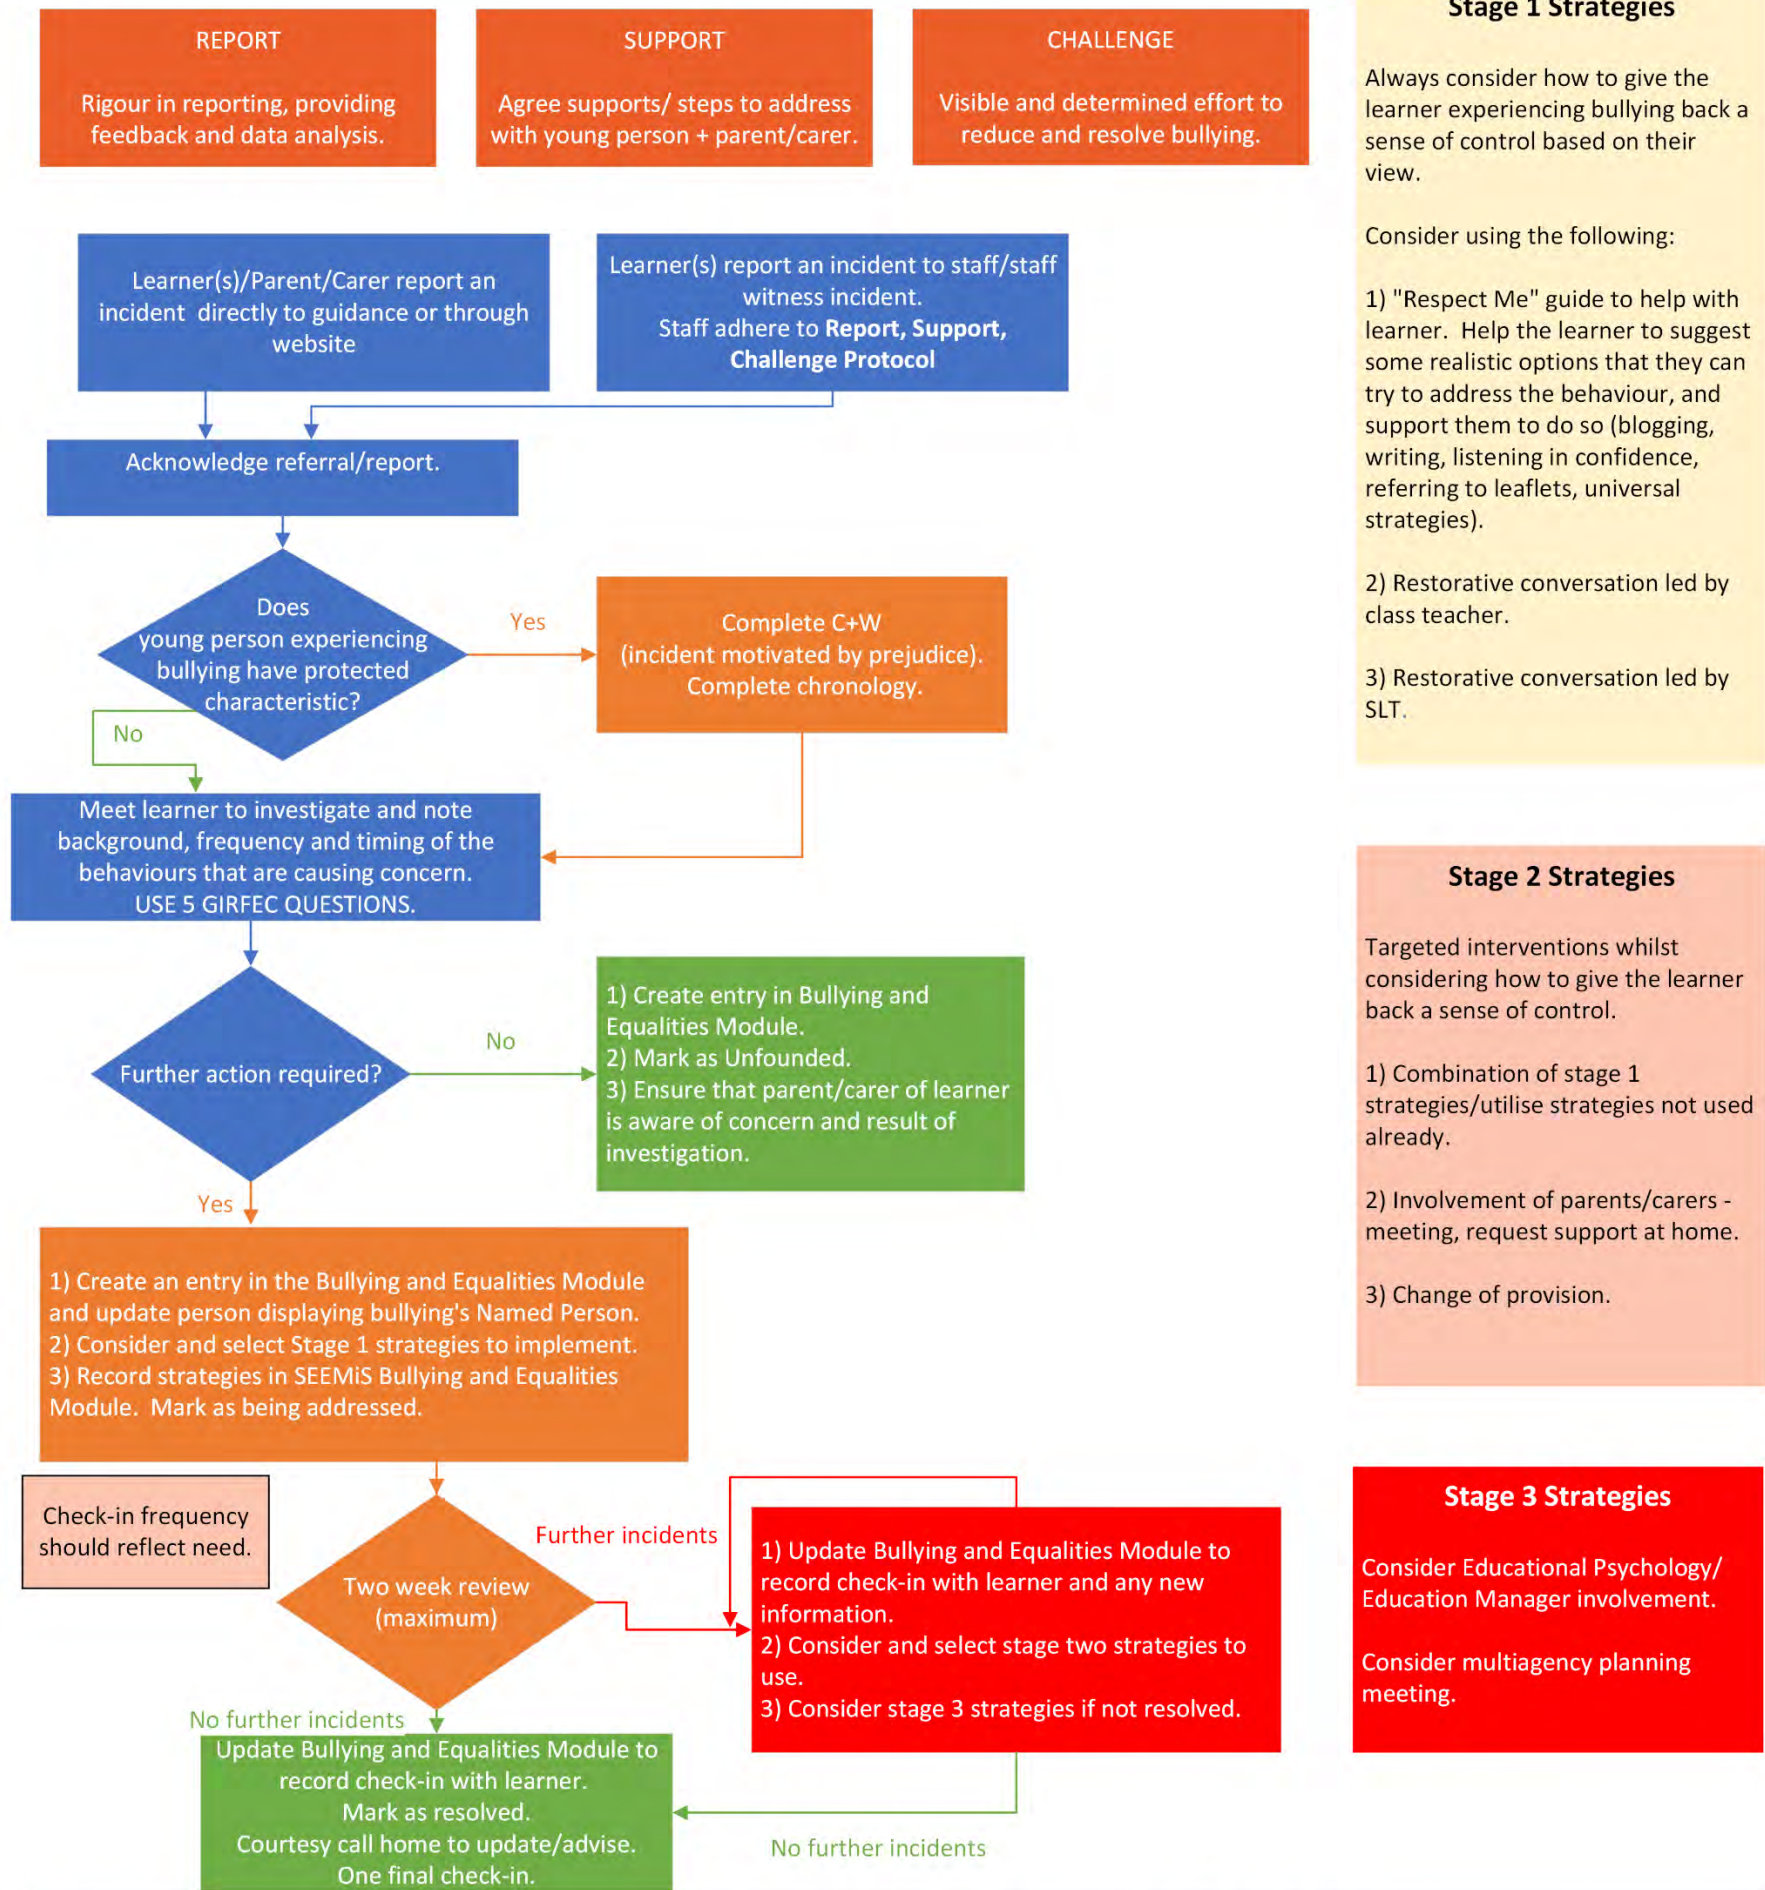 REPORT
Rigour in reporting, providing
feedback and data analysis.
SUPPORT
Agree supports/ steps to address
with young person + parent/carer.
CHALLENGE
Visible and determined effort to
reduce and resolve bullying.
Learner(s)/Parent/Carer report an
incident directly to guidance or through
website
Learner(s) report an incident to staff/staff
witness incident.
Staff adhere to Report, Support,
Challenge Protocol
Acknowledge referral/report.
Does
young person experiencing
bullying have protected
characteristic?
Yes
Complete C+W
(incident motivated by prejudice).
Complete chronology.
No
Meet learner to investigate and note
background, frequency and timing of the
behaviours that are causing concern.
USE 5 GIRFEC QUESTIONS.
Further action required?
No
1) Create entry in Bullying and
Equalities Module.
2) Mark as Unfounded.
3) Ensure that parent/carer of learner
is aware of concern and result of
investigation.
Yes
1) Create an entry in the Bullying and Equalities Module
and update person displaying bullying's Named Person.
2) Consider and select Stage 1 strategies to implement.
3) Record strategies in SEEMiS Bullying and Equalities
Module. Mark as being addressed.
Check-in frequency
should reflect need.
Two week review
(maximum)
Further incidents
1) Update Bullying and Equalities Module to
record check-in with learner and any new
information.
2) Consider and select stage two strategies to
use.
3) Consider stage 3 strategies if not resolved.
No further incidents
Update Bullying and Equalities Module to
record check-in with learner.
Mark as resolved.
Courtesy call home to update/advise.
One final check-in.
No further incidents
Stage 1 Strategies
Always consider how to give the
learner experiencing bullying back a
sense of control based on their
view.
Consider using the following:
1) "Respect Me" guide to help with
learner. Help the learner to suggest
some realistic options that they can
try to address the behaviour, and
support them to do so (blogging,
writing, listening in confidence,
referring to leaflets, universal
strategies).
2) Restorative conversation led by
class teacher.
3) Restorative conversation led by
SLT.
Stage 2 Strategies
Targeted interventions whilst
considering how to give the learner
back a sense of control.
1) Combination of stage 1
strategies/utilise strategies not used
already.
2) Involvement of parents/carers -
meeting, request support at home.
3) Change of provision.
Stage 3 Strategies
Consider Educational Psychology/
Education Manager involvement.
Consider multiagency planning
meeting.